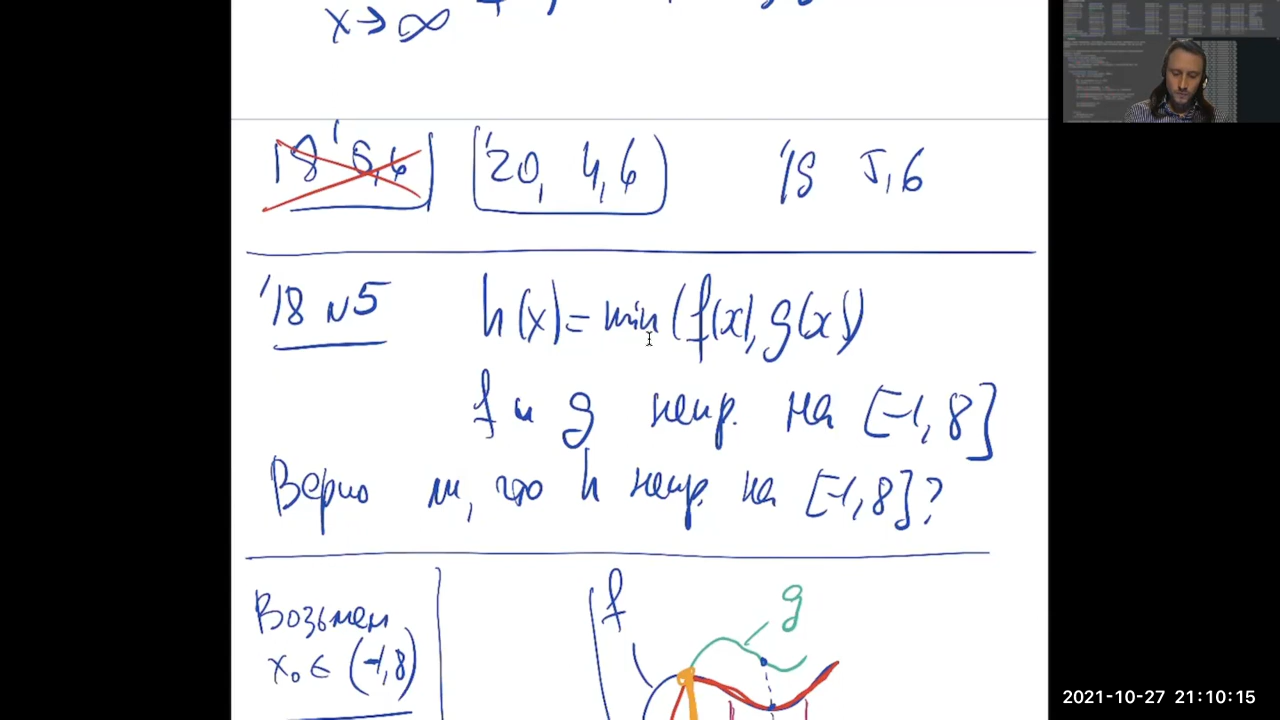 x → ∞
18 6,4 '20, 4,6 '18 5,6
'18 N5 h(x) = min (f(x), g(x))
f и g непр. на [-1, 8]
Верно ли, что h непр. на [-1, 8]?
Возьмем
x₀ ∈ (-1, 8)
f
g
2021-10-27 21:10:15